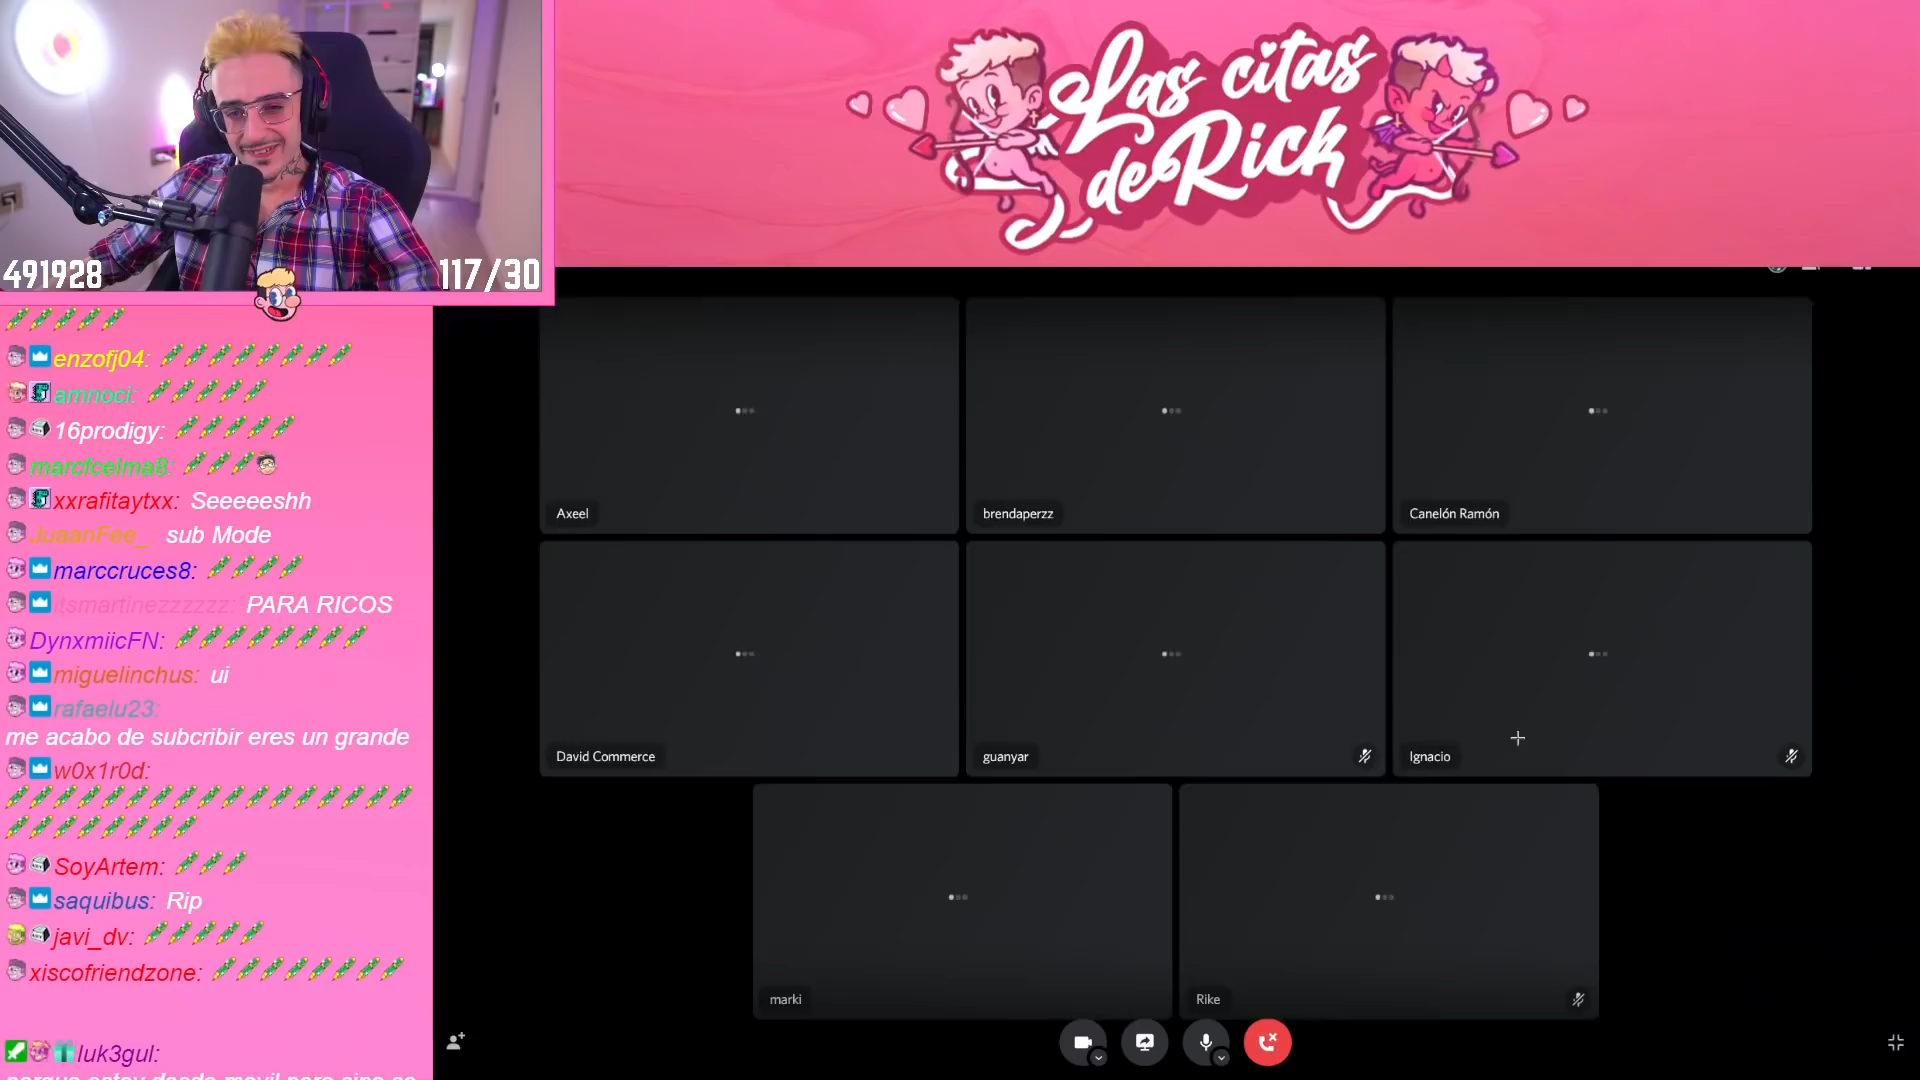 Las citas
de Rick
491928
117/30
enzofj04:
amnoci:
16prodigy:
marcfcelma8:
xxrafitaytxx: Seeeeeshh
JuaanFee_ sub Mode
marccruces8:
itsmartinezzzzzz: PARA RICOS
DynxmiicFN:
miguelinchus: ui
rafaelu23:
me acabo de subcribir eres un grande
w0x1r0d:
SoyArtem:
saquibus: Rip
javi_dv:
xiscofriendzone:
luk3gul:
Axeel
brendaperzz
Canelón Ramón
David Commerce
guanyar
Ignacio
marki
Rike